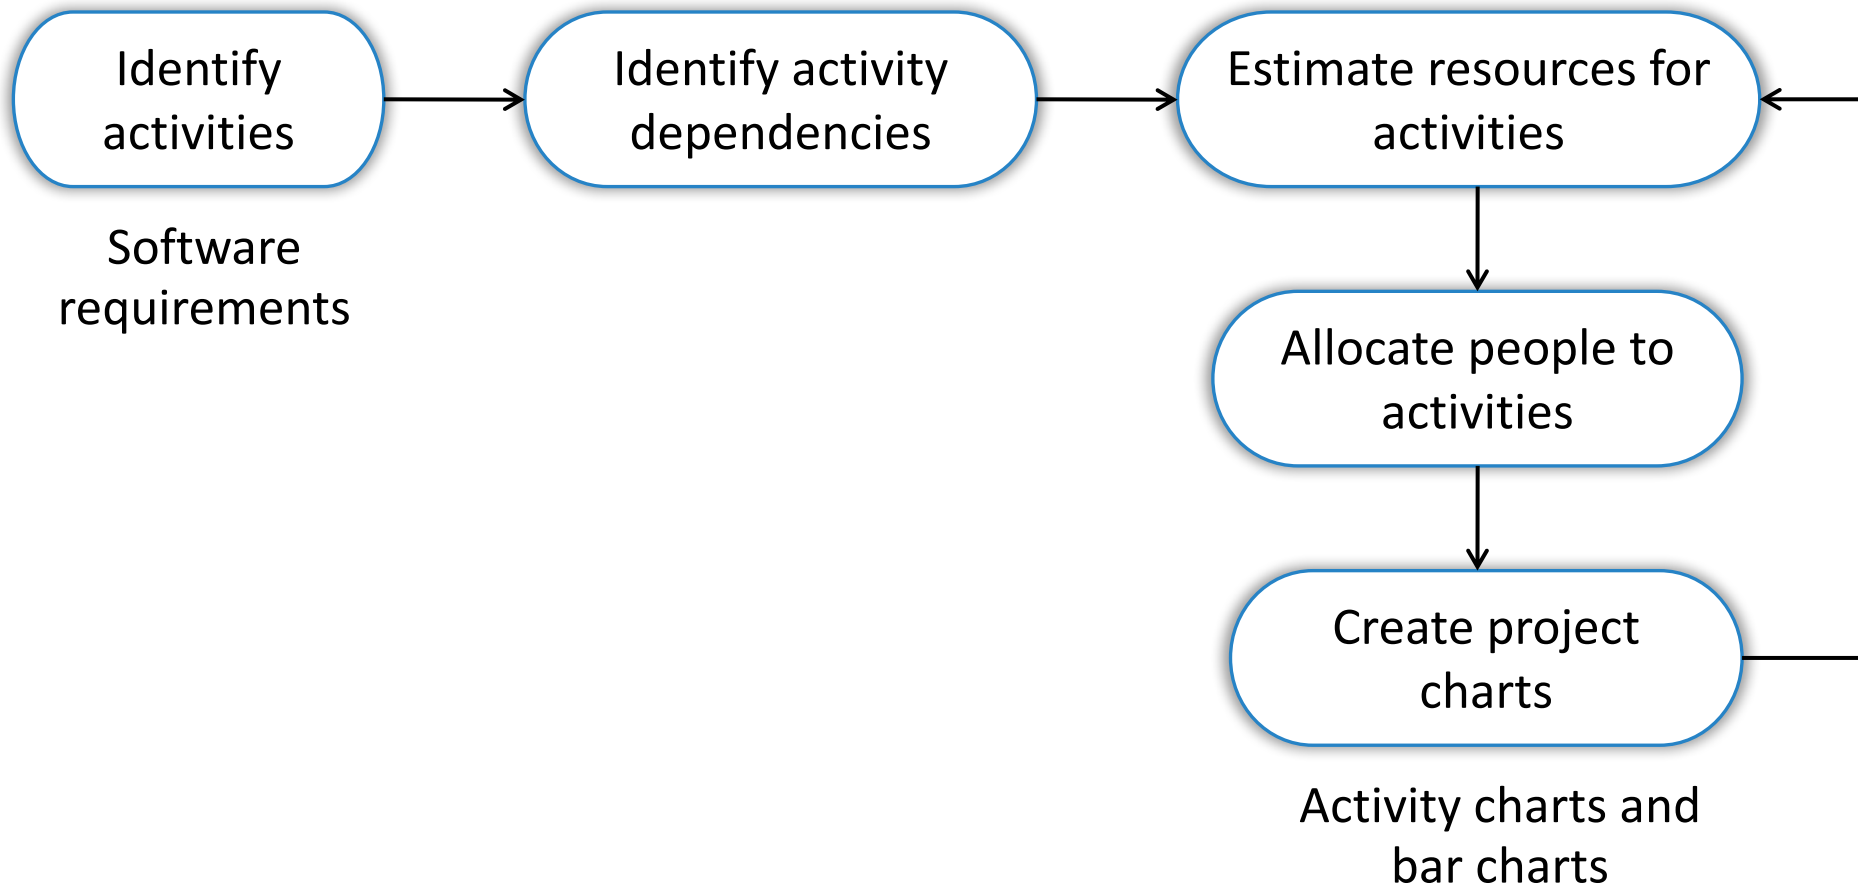 Identify
activities
Identify activity
dependencies
Estimate resources for
activities
Software
requirements
Allocate people to
activities
Create project
charts
Activity charts and
bar charts